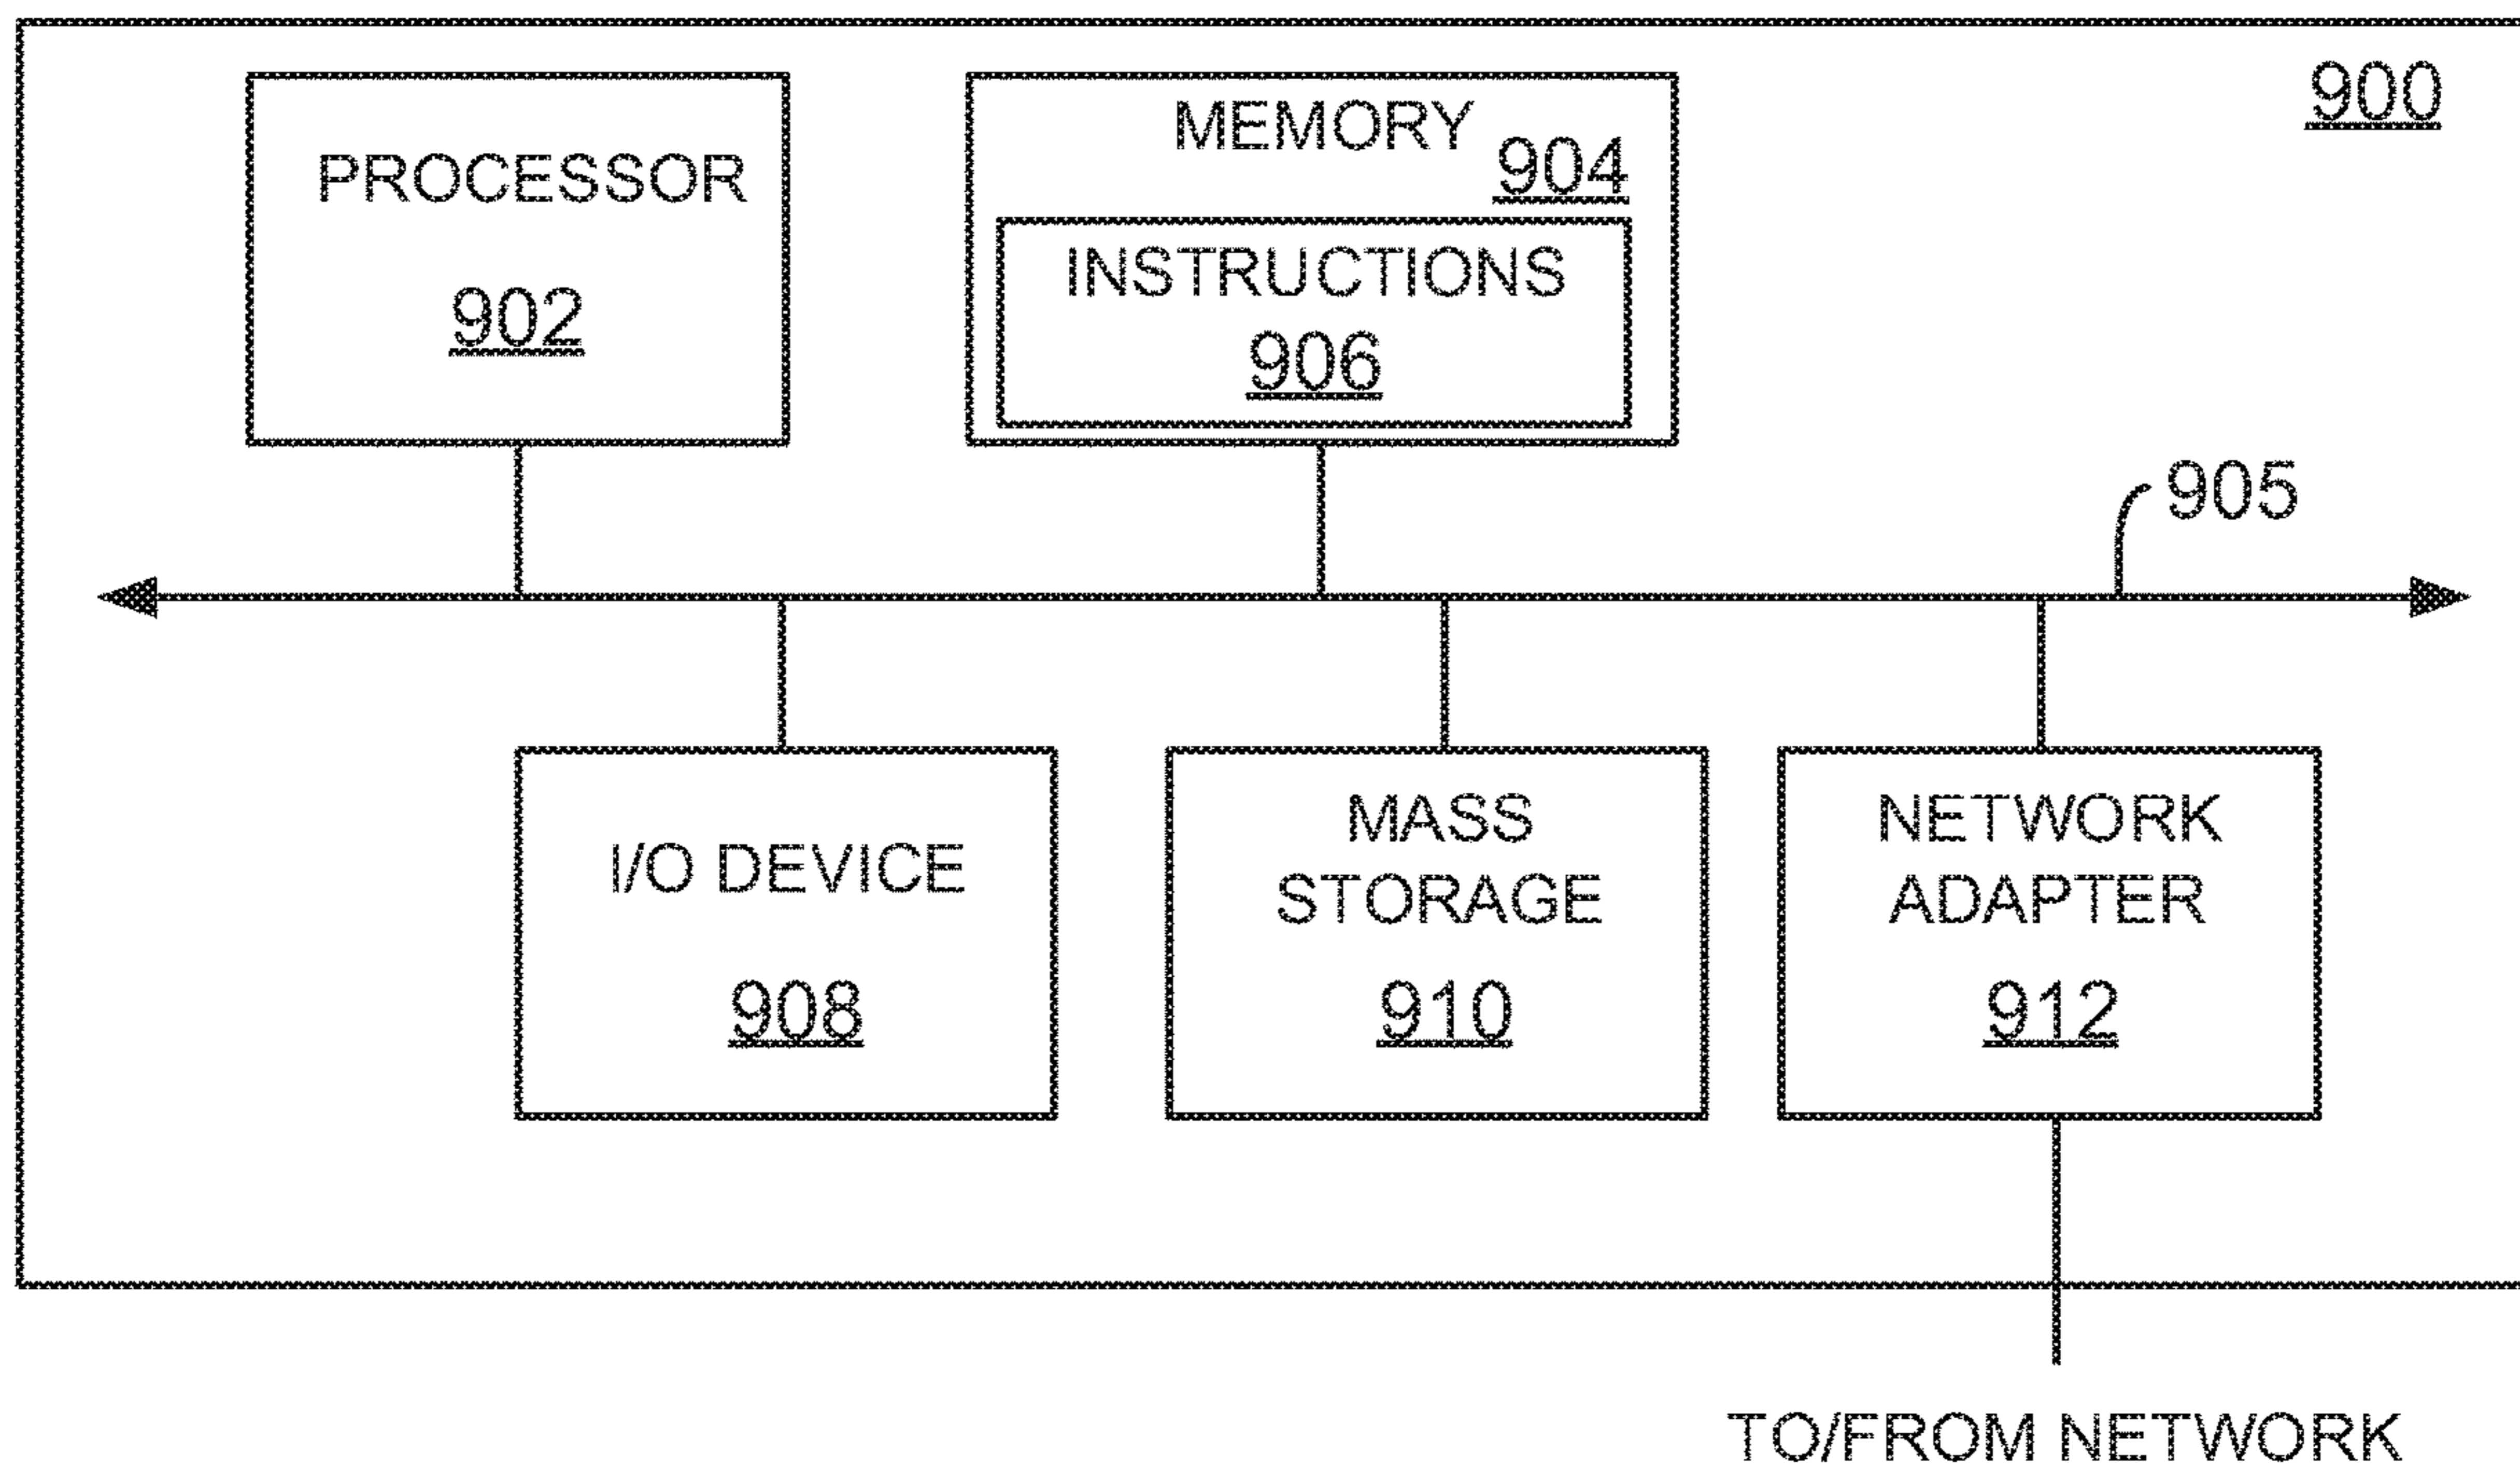 900
PROCESSOR
902
MEMORY
904
INSTRUCTIONS
906
905
I/O DEVICE
908
MASS
STORAGE
910
NETWORK
ADAPTER
912
TO/FROM NETWORK